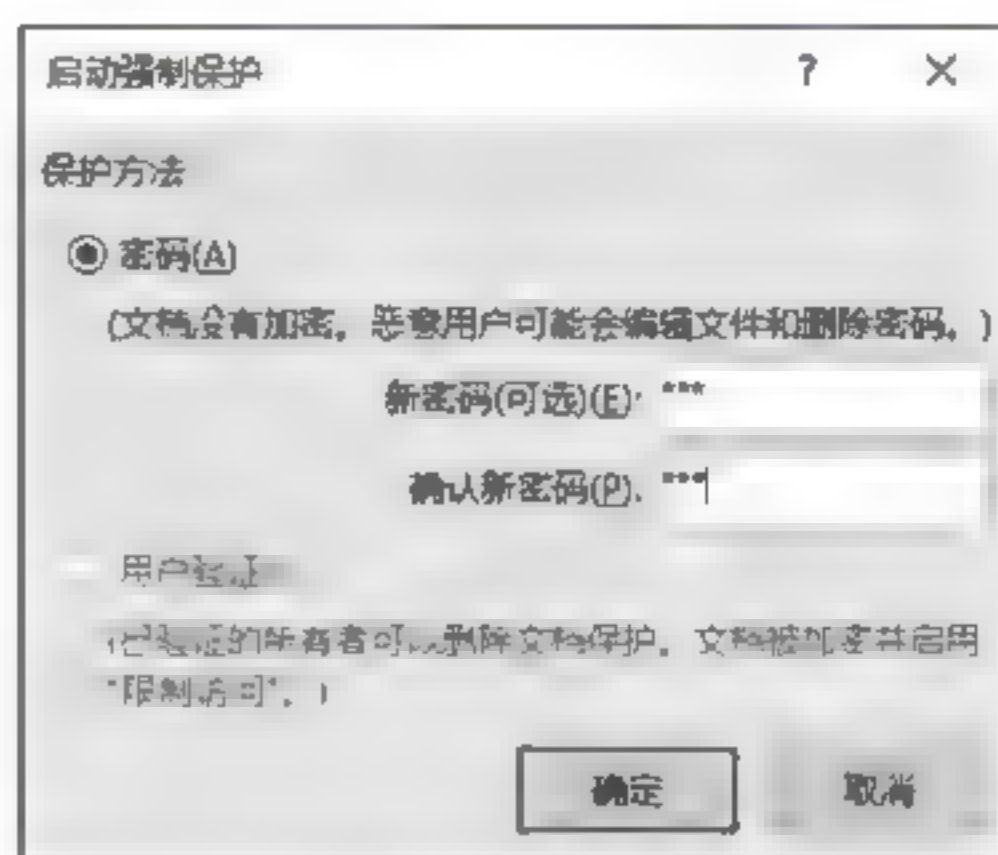 启动强制保护 ? ×
保护方法
密码(A)
(文档没有加密。恶意用户可能会编辑文件和删除密码。)
新密码(可选)(E): ***
确认新密码(P): ***
用户验证
(已验证的所有者可以删除文档保护。文档被加密并启用
"限制访问"。)
确定 取消